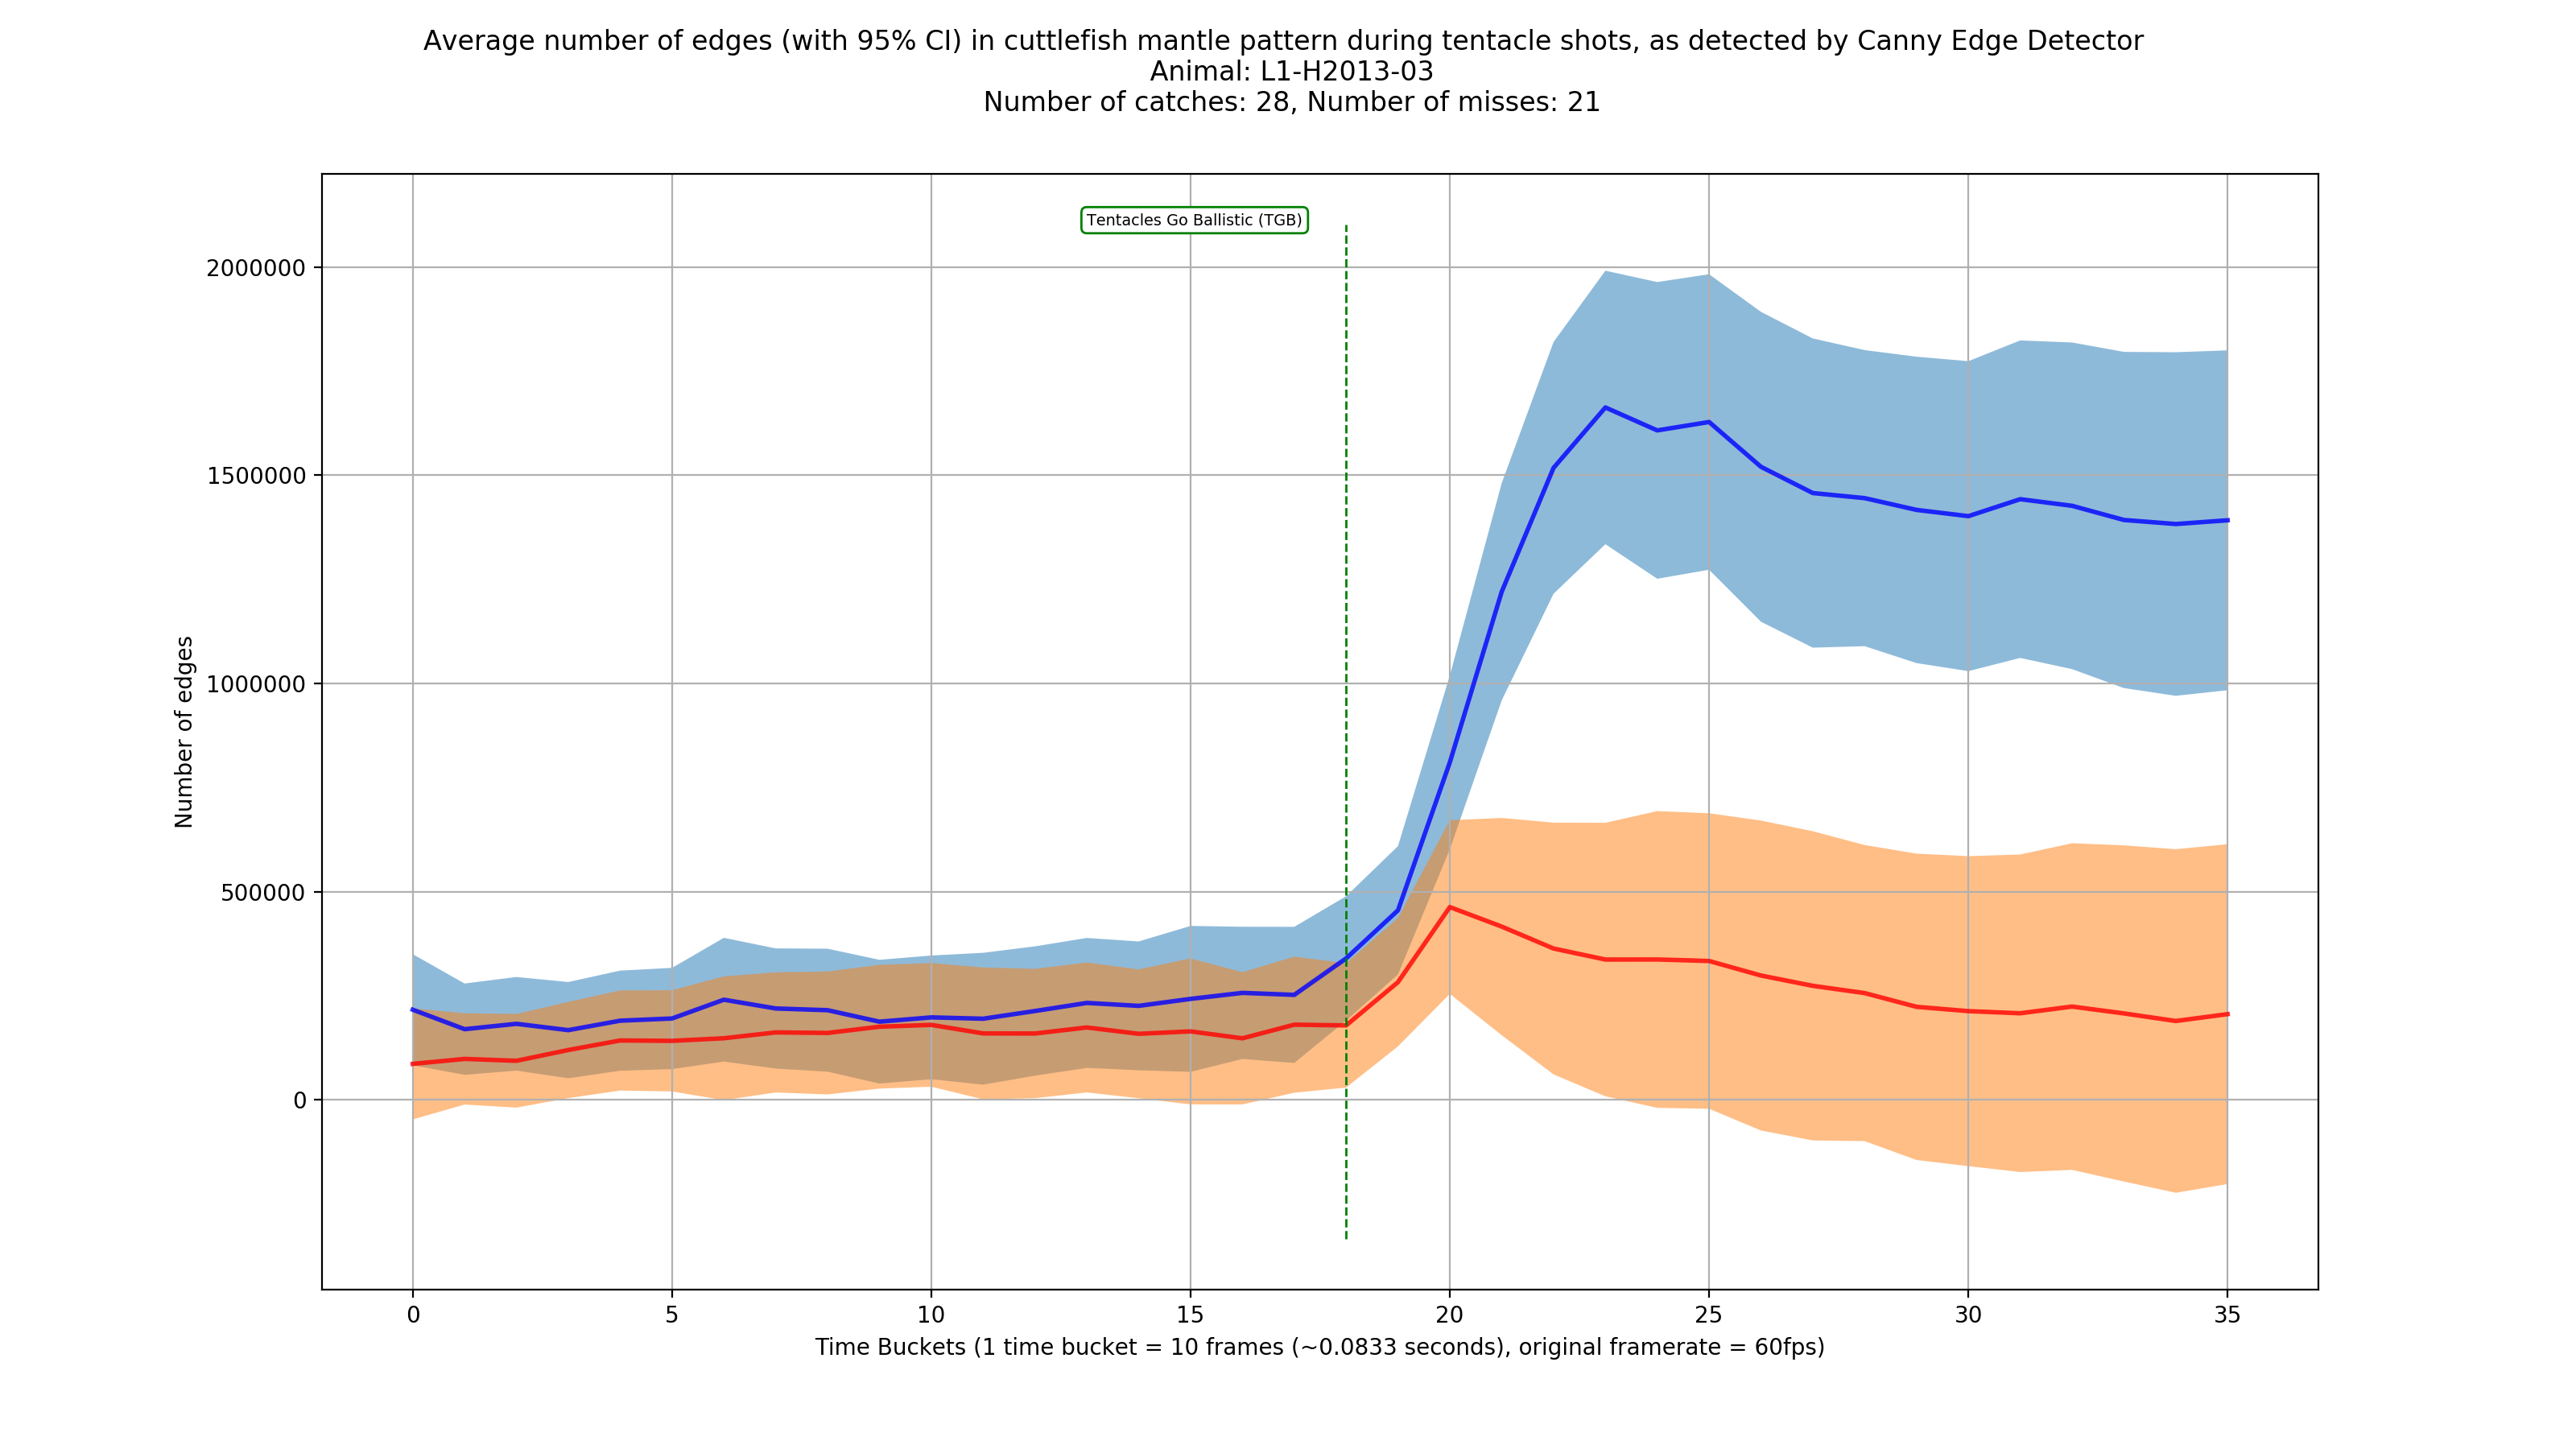 Average number of edges (with 95% CI) in cuttlefish mantle pattern during tentacle shots, as detected by Canny Edge Detector
Animal: L1-H2013-03
Number of catches: 28, Number of misses: 21
Tentacles Go Ballistic (TGB)
2000000
1500000
1000000
500000
0
Number of edges
0 5 10 15 20 25 30 35
Time Buckets (1 time bucket = 10 frames (~0.0833 seconds), original framerate = 60fps)